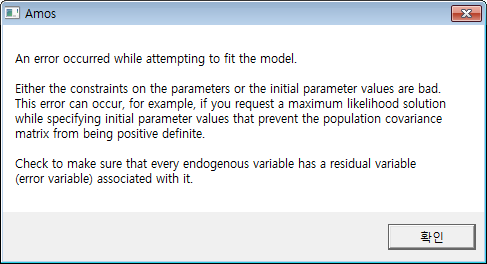 Amos
An error occurred while attempting to fit the model.
Either the constraints on the parameters or the initial parameter values are bad.
This error can occur, for example, if you request a maximum likelihood solution
while specifying initial parameter values that prevent the population covariance
matrix from being positive definite.
Check to make sure that every endogenous variable has a residual variable
(error variable) associated with it.
확인